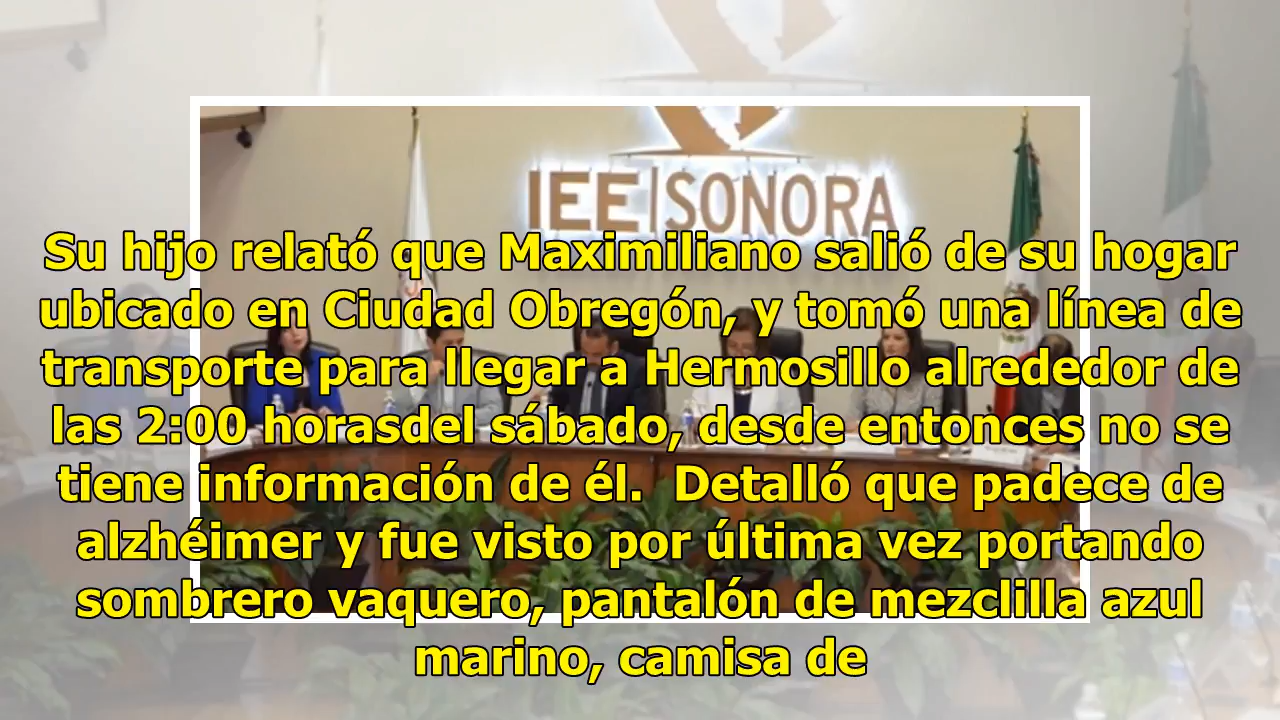 IEE|SONORA
Su hijo relató que Maximiliano salió de su hogar
ubicado en Ciudad Obregón, y tomó una línea de
transporte para llegar a Hermosillo alrededor de
las 2:00 horasdel sábado, desde entonces no se
tiene información de él.  Detalló que padece de
alzhéimer y fue visto por última vez portando
sombrero vaquero, pantalón de mezclilla azul
marino, camisa de